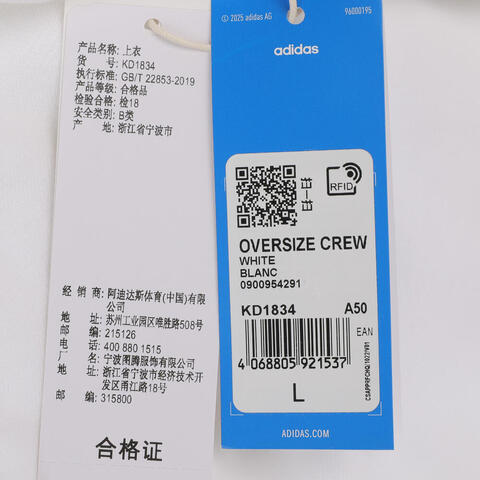 产品名称: 上衣
货 号: KD1834
执行标准: GB/T 22853-2019
产品等级: 合格品
检验合格: 检18
安全类别: B类
产 地: 浙江省宁波市
经 销 商: 阿迪达斯体育(中国)有限
公司
地 址: 苏州工业园区唯胜路508号
邮 编: 215126
电 话: 400 880 1515
厂 名: 宁波图腾服饰有限公司
地 址: 浙江省宁波市经济技术开
发区甬江路18号
邮 编: 315800
合格证
© 2025 adidas AG
96000195
adidas
RFID
OVERSIZE CREW
WHITE
BLANC
0900954291
KD1834 A50
EAN
4 068805 921537
L
ADIDAS.COM